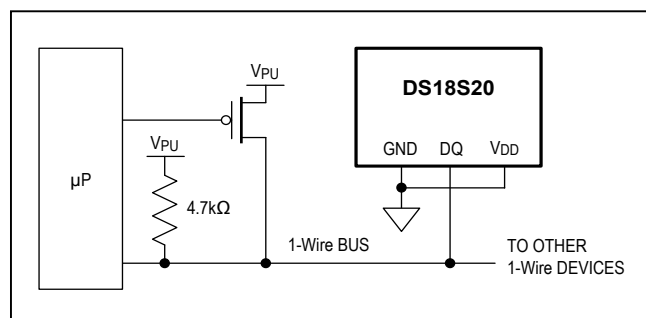 VPU
DS18S20
VPU
GND DQ VDD
µP
4.7kΩ
1-Wire BUS
TO OTHER
1-Wire DEVICES